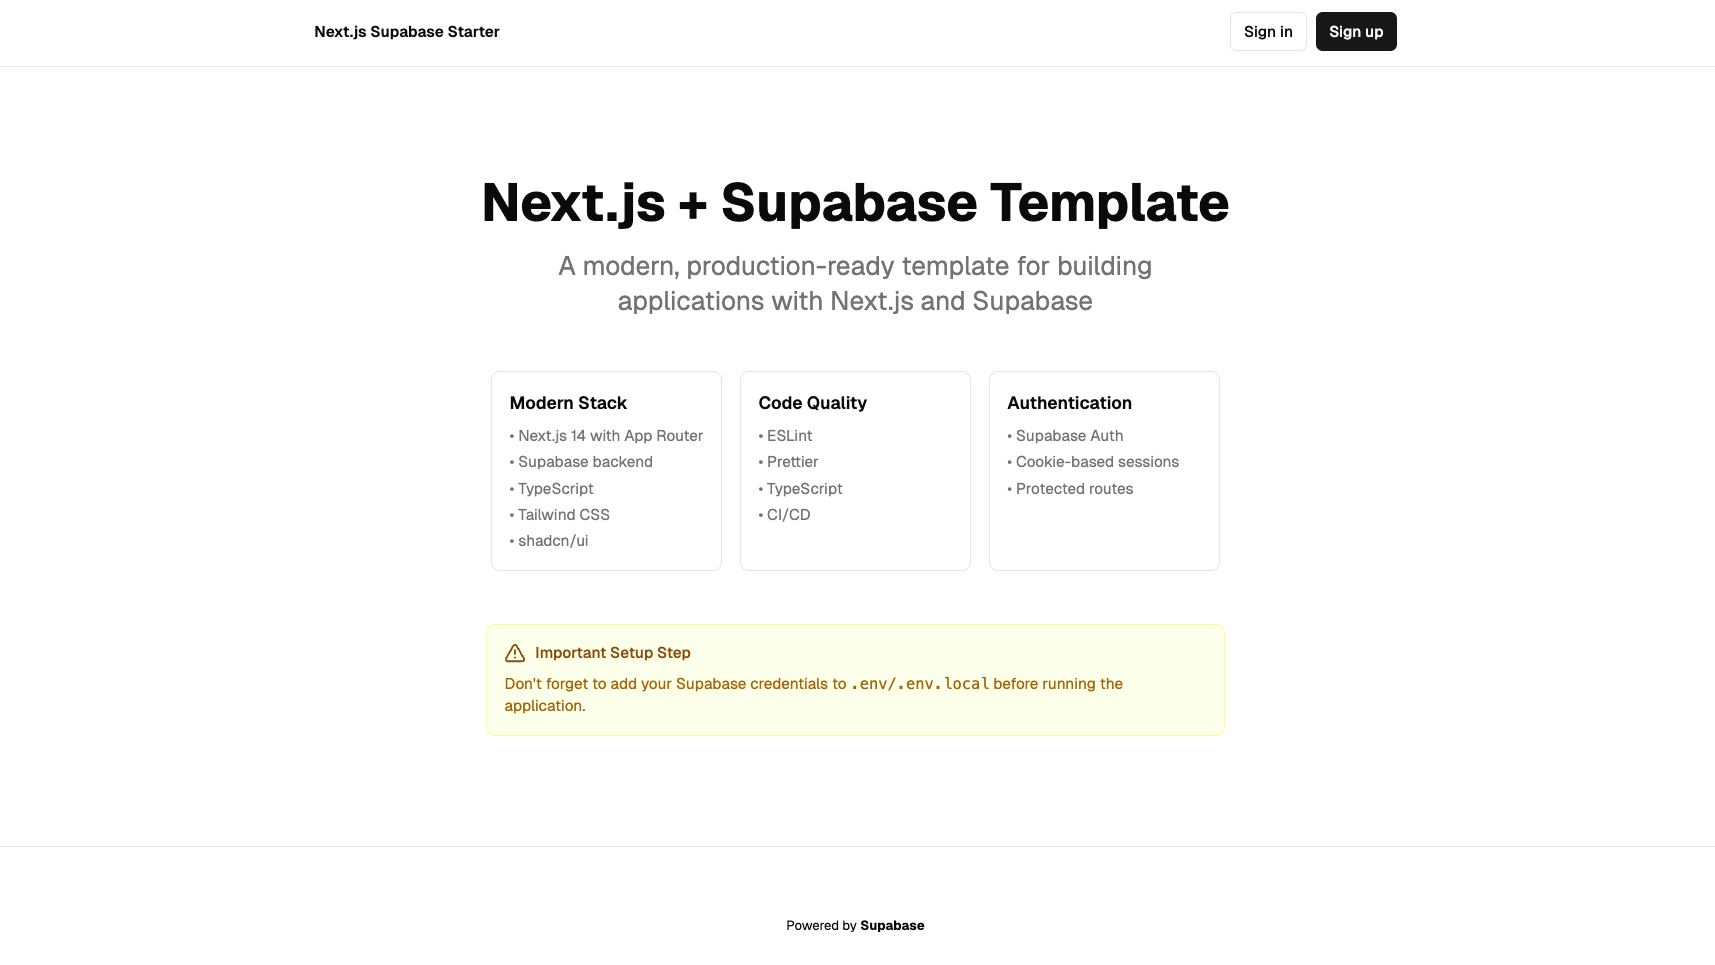 Next.js Supabase Starter
Sign in
Sign up
Next.js + Supabase Template
A modern, production-ready template for building
applications with Next.js and Supabase
Modern Stack
• Next.js 14 with App Router
• Supabase backend
• TypeScript
• Tailwind CSS
• shadcn/ui
Code Quality
• ESLint
• Prettier
• TypeScript
• CI/CD
Authentication
• Supabase Auth
• Cookie-based sessions
• Protected routes
Important Setup Step
Don't forget to add your Supabase credentials to .env/.env.local before running the
application.
Powered by Supabase